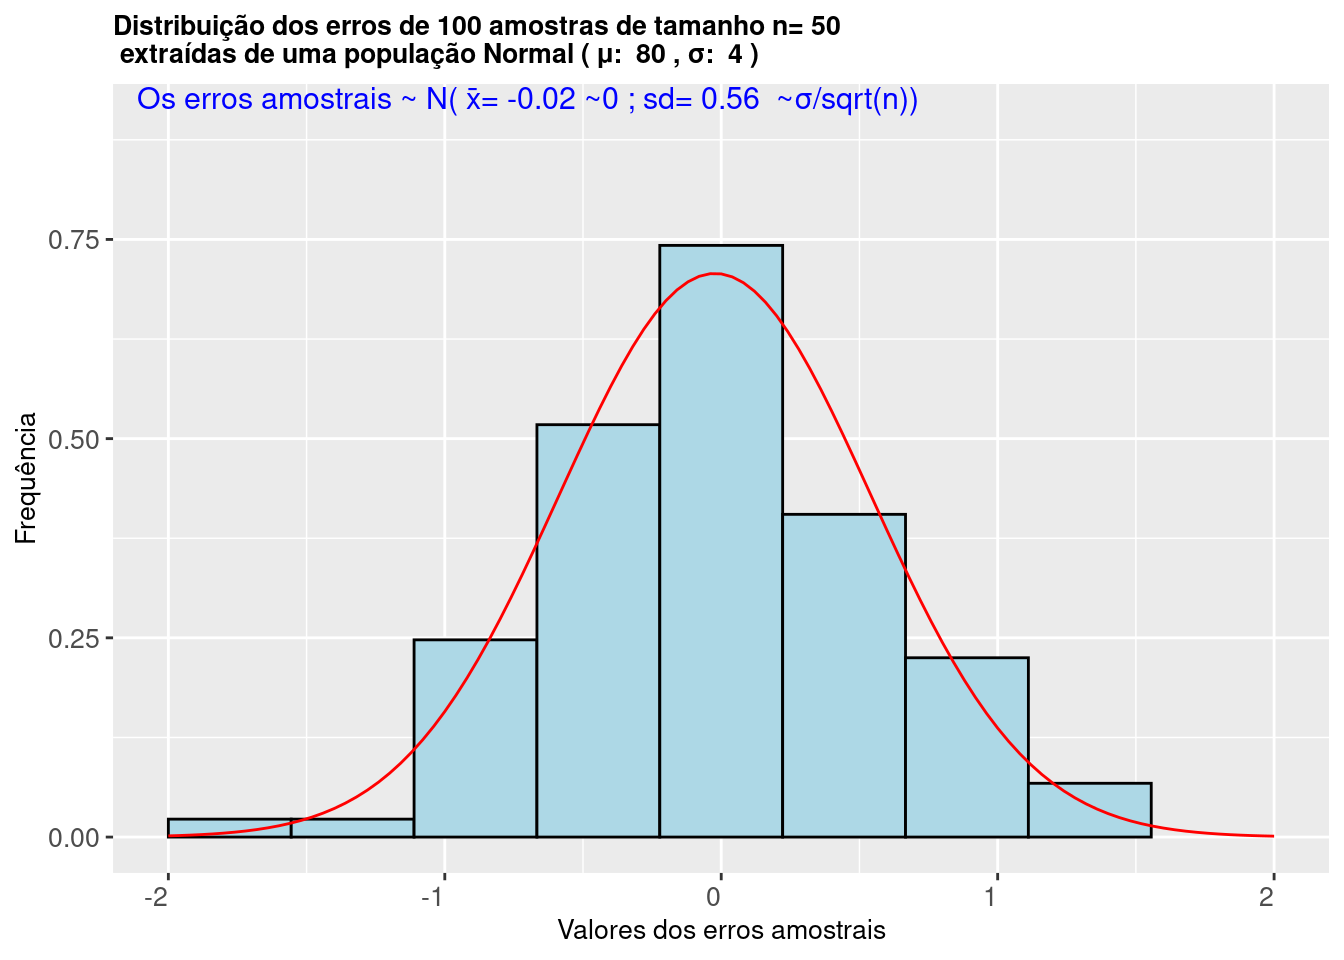 Distribuição dos erros de 100 amostras de tamanho n= 50
extraídas de uma população Normal ( μ:  80 , σ:  4 )
Os erros amostrais ~ N( x̄= -0.02 ~0 ; sd= 0.56  ~σ/sqrt(n))
0.75
0.50
0.25
0.00
Frequência
-2
-1
0
1
2
Valores dos erros amostrais